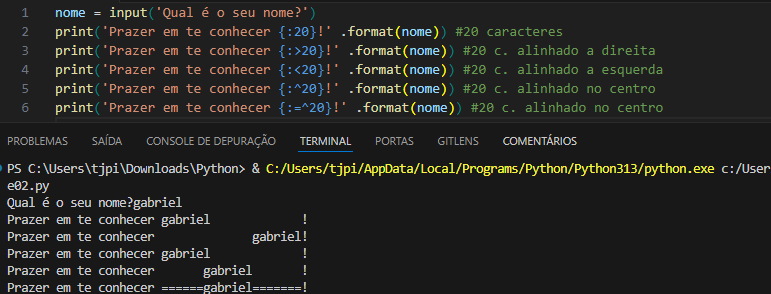 1 nome = input('Qual é o seu nome?')
2 print('Prazer em te conhecer {:20}!' .format(nome)) #20 caracteres
3 print('Prazer em te conhecer {:>20}!' .format(nome)) #20 c. alinhado a direita
4 print('Prazer em te conhecer {:<20}!' .format(nome)) #20 c. alinhado a esquerda
5 print('Prazer em te conhecer {:^20}!' .format(nome)) #20 c. alinhado no centro
6 print('Prazer em te conhecer {:=^20}!' .format(nome)) #20 c. alinhado no centro
PROBLEMAS SAÍDA CONSOLE DE DEPURAÇÃO TERMINAL PORTAS GITLENS COMENTÁRIOS
PS C:\Users\tjpi\Downloads\Python> & C:/Users/tjpi/AppData/Local/Programs/Python/Python313/python.exe c:/User
e02.py
Qual é o seu nome?gabriel
Prazer em te conhecer gabriel             !
Prazer em te conhecer              gabriel!
Prazer em te conhecer gabriel             !
Prazer em te conhecer       gabriel       !
Prazer em te conhecer ======gabriel=======!